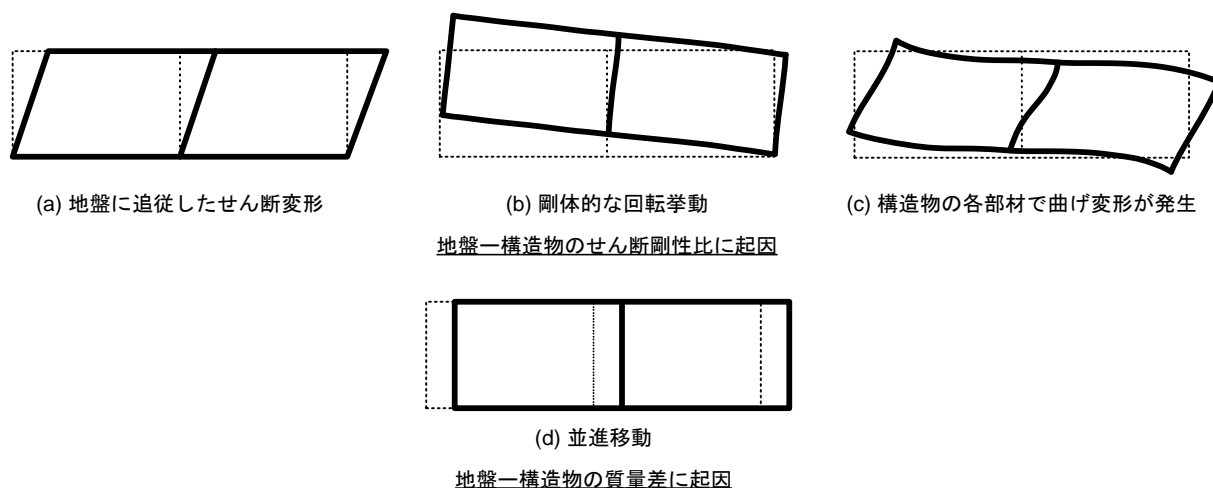 (a) 地盤に追従したせん断変形
(b) 剛体的な回転挙動
(c) 構造物の各部材で曲げ変形が発生
地盤ー構造物のせん断剛性比に起因
(d) 並進移動
地盤ー構造物の質量差に起因